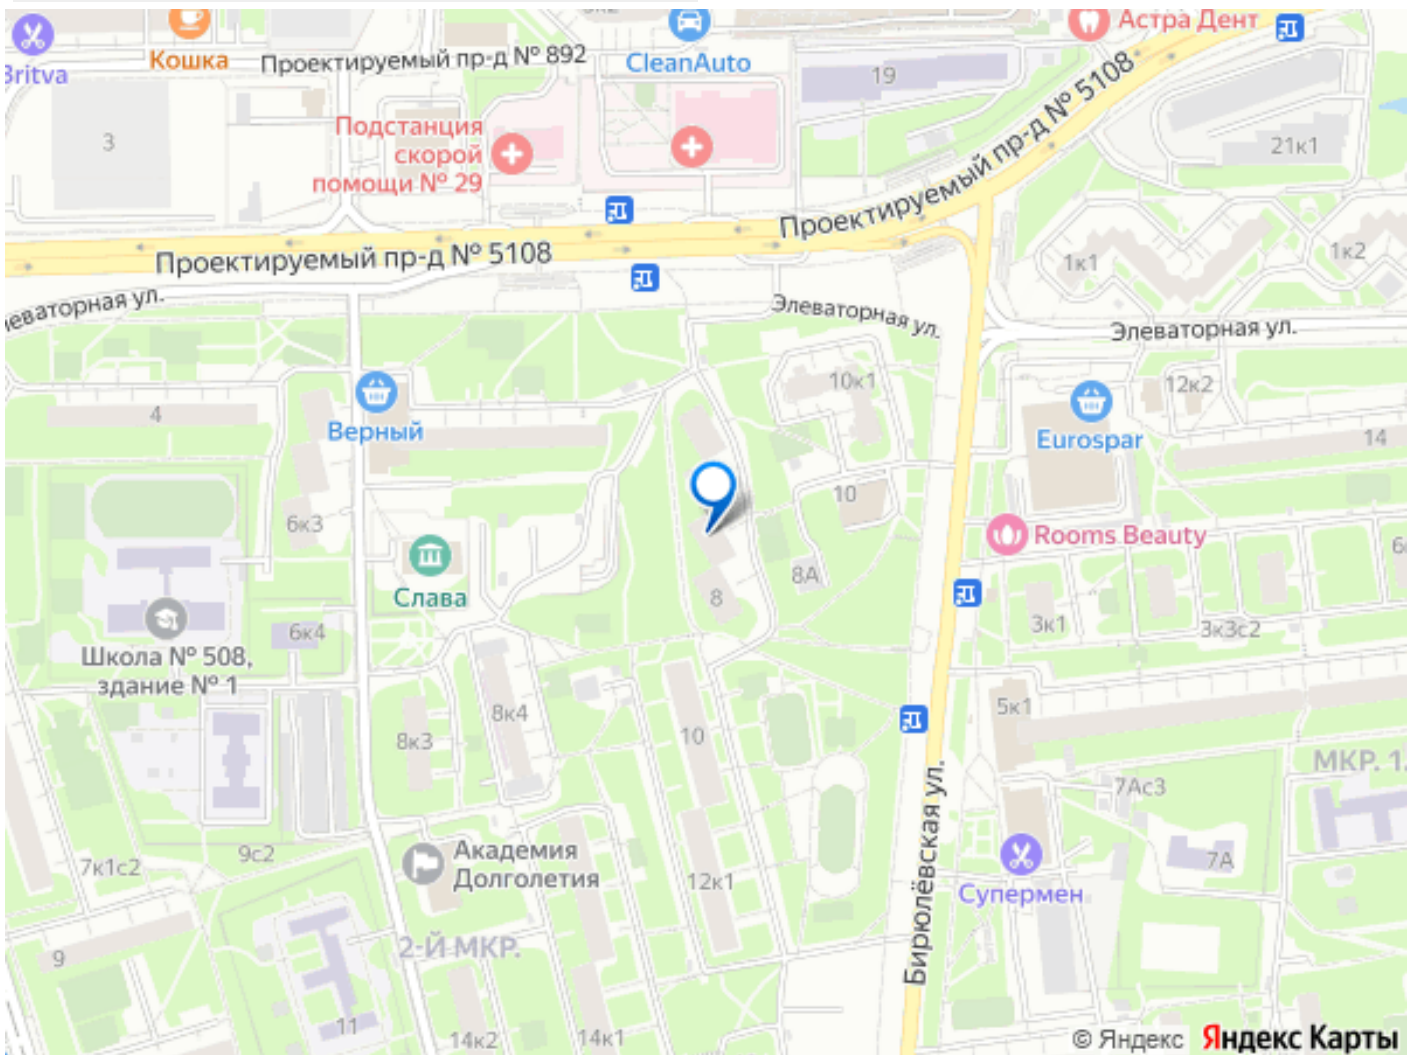 Астра Дент
Кошка
Проектируемый пр-д № 892
CleanAuto
Britva
19
3
Подстанция
скорой
помощи № 29
Проектируемый пр-д № 5108
21к1
Проектируемый пр-д № 5108
1к1
1к2
Элеваторная ул.
Элеваторная ул.
10к1
12к2
4
Верный
Eurospar
14
10
6к3
Rooms Beauty
Слава
8А
8
6к4
3к1
3к3с2
Школа № 508,
здание № 1
5к1
8к4
8к3
10
МКР. 1
7Ас3
Бирюлёвская ул.
9с2
Академия
Долголетия
7к1с2
7А
12к1
Супермен
2-Й МКР.
9
11
14к2
14к1
© Яндекс Яндекс Карты